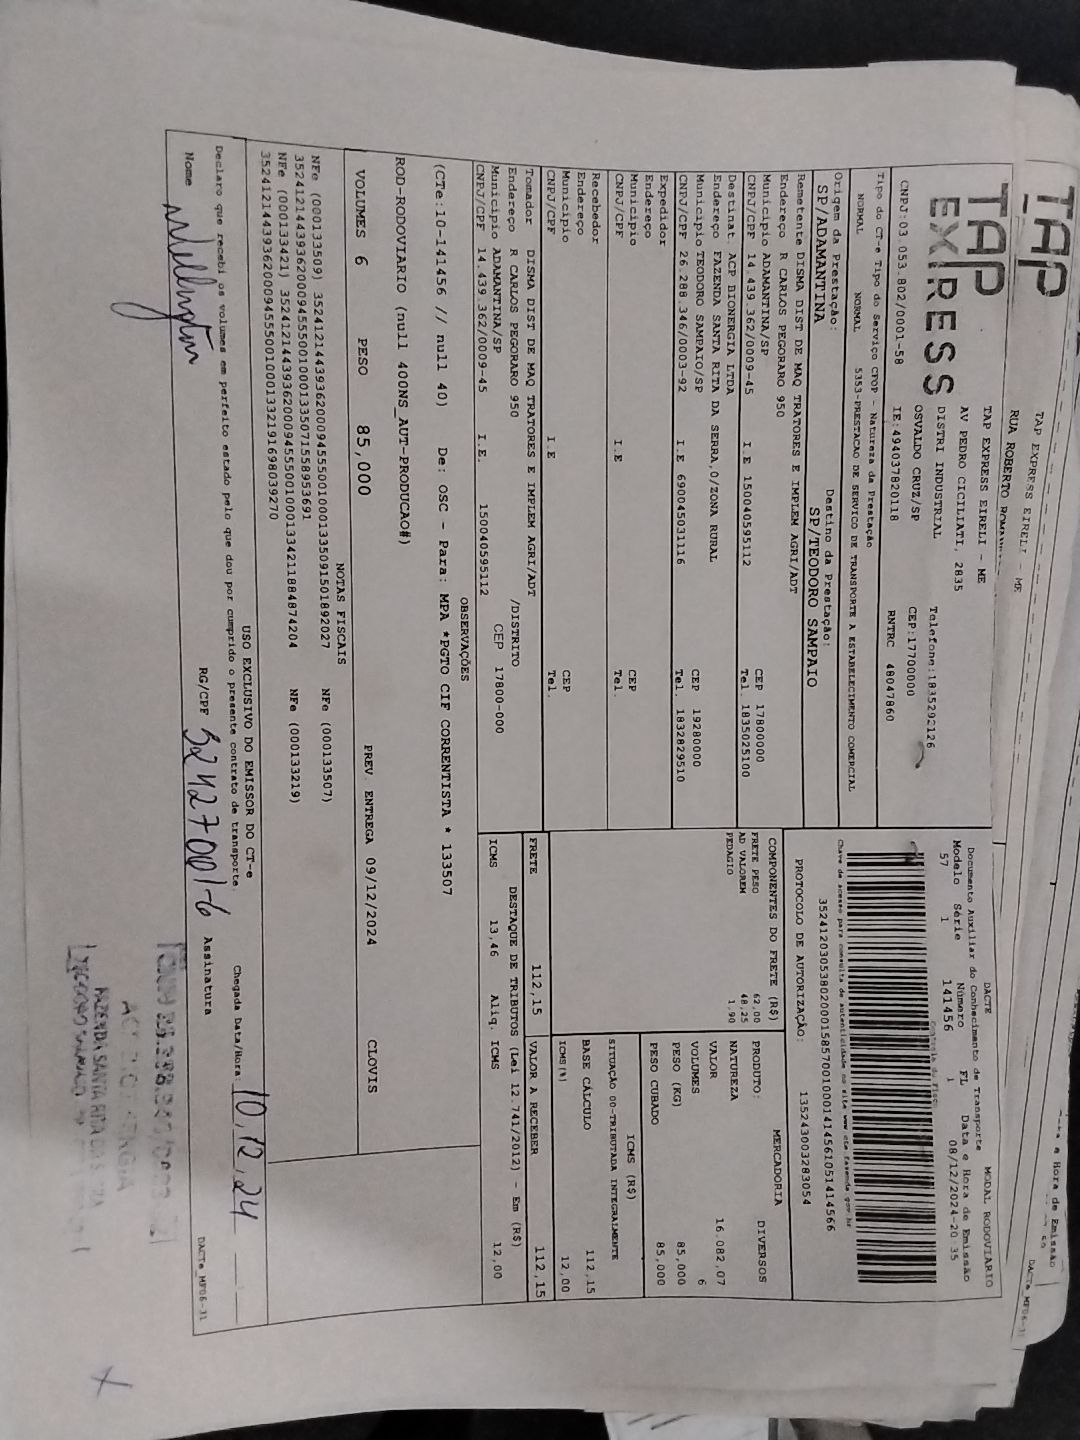 TAP
TAP EXPRESS EIRELI - ME
RUA ROBERTO
DACTE_MF06-31
TAP
EXPRESS
TAP EXPRESS EIRELI - ME
AV PEDRO CICILIATI, 2835
DISTRI INDUSTRIAL
OSVALDO CRUZ/SP
Telefone:1835292126
CEP:17700000
CNPJ:03.053.802/0001-58
IE:494037820118
RNTRC 48047860
DACTE
MODAL RODOVIARIO
Documento Auxiliar do Conhecimento de Transporte
Modelo Série Número FL Data e Hora de Emissão
57 1 141456 1 08/12/2024-20:35
Controle do Fisco
Chave de acesso para consulta de autenticidade no site www.cte.fazenda.gov.br
35241203053802000158570010001414561051414566
PROTOCOLO DE AUTORIZAÇÃO: 135243003283054
Tipo do CT-e Tipo do Serviço CFOP - Natureza da Prestação
NORMAL NORMAL 5353-PRESTACAO DE SERVICO DE TRANSPORTE A ESTABELECIMENTO COMERCIAL
Origem da Prestação: Destino da Prestação:
SP/ADAMANTINA SP/TEODORO SAMPAIO
Remetente DISMA DIST DE MAQ TRATORES E IMPLEM AGRI/ADT
Endereço R CARLOS PEGORARO 950
Município ADAMANTINA/SP CEP 17800000
CNPJ/CPF 14.439.362/0009-45 I.E 150040595112 Tel. 1835025100
Destinat. ACP BIONERGIA LTDA
Endereço FAZENDA SANTA RITA DA SERRA,0/ZONA RURAL
Município TEODORO SAMPAIO/SP CEP 19280000
CNPJ/CPF 26.288.346/0003-92 I.E 690045031116 Tel. 1832829510
Expedidor
Endereço
Município CEP
CNPJ/CPF I.E Tel.
Recebedor
Endereço
Município CEP
CNPJ/CPF I.E Tel.
Tomador DISMA DIST DE MAQ TRATORES E IMPLEM AGRI/ADT
Endereço R CARLOS PEGORARO 950 /DISTRITO
Município ADAMANTINA/SP CEP 17800-000
CNPJ/CPF 14.439.362/0009-45 I.E. 150040595112
COMPONENTES DO FRETE (R$)
FRETE PESO 62,00
AD VALOREM 48,25
PEDAGIO 1,90
MERCADORIA
PRODUTO: DIVERSOS
NATUREZA
VALOR 16.082,07
VOLUMES 6
PESO (KG) 85,000
PESO CUBADO 85,000
ICMS (R$)
SITUAÇÃO 00-TRIBUTADA INTEGRALMENTE
BASE CÁLCULO 112,15
ICMS(%) 12,00
FRETE 112,15 VALOR A RECEBER 112,15
DESTAQUE DE TRIBUTOS (Lei 12.741/2012) - Em (R$)
ICMS 13,46 Aliq. ICMS 12,00
OBSERVAÇÕES
(CTe:10-141456 // null 40) De: OSC - Para: MPA *PGTO CIF CORRENTISTA * 133507
ROD-RODOVIARIO (null 400NS_AUT-PRODUCAO#)
VOLUMES 6 PESO 85,000 PREV. ENTREGA 09/12/2024 CLOVIS
NOTAS FISCAIS
NFe (000133509) 35241214439362000945550010001335091501892027 NFe (000133507)
35241214439362000945550010001335071558953691
NFe (000133421) 35241214439362000945550010001334211884874204 NFe (000133219)
35241214439362000945550010001332191698039270
USO EXCLUSIVO DO EMISSOR DO CT-e
Declaro que recebi os volumes em perfeito estado pelo que dou por cumprido o presente contrato de transporte. Chegada Data/Hora: 10,12,24
Nome Wellington RG/CPF 32427001-6 Assinatura
DACTe_MF06-31
FAZENDA SANTA RITA